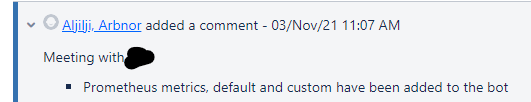 Aljilji, Arbnor added a comment - 03/Nov/21 11:07 AM
Meeting with
Prometheus metrics, default and custom have been added to the bot